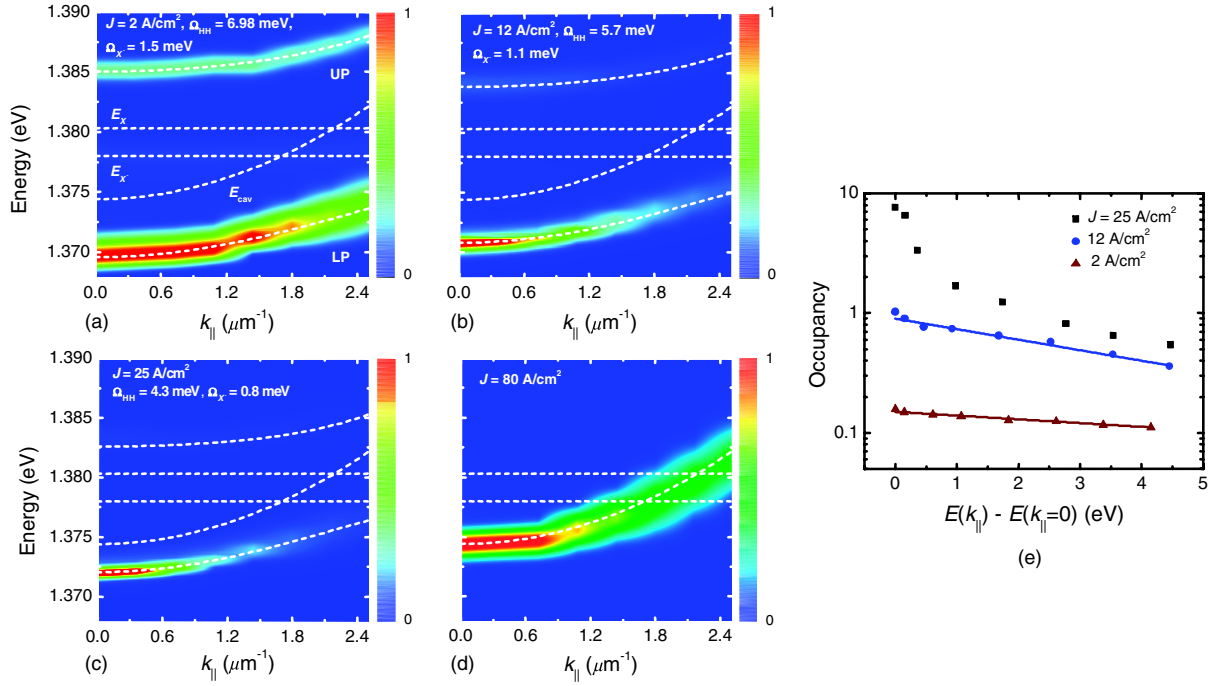 J = 2 A/cm², Ω_HH = 6.98 meV,
Ω_X⁻ = 1.5 meV
UP
E_X
E_X⁻
E_cav
LP
1.390
1.385
1.380
1.375
1.370
Energy (eV)
0.0 0.6 1.2 1.8 2.4
k_|| (μm⁻¹)
(a)
1
0
J = 12 A/cm², Ω_HH = 5.7 meV
Ω_X⁻ = 1.1 meV
0.0 0.6 1.2 1.8 2.4
k_|| (μm⁻¹)
(b)
1
0
J = 25 A/cm²
Ω_HH = 4.3 meV, Ω_X⁻ = 0.8 meV
1.390
1.385
1.380
1.375
1.370
Energy (eV)
0.0 0.6 1.2 1.8 2.4
k_|| (μm⁻¹)
(c)
1
0
J = 80 A/cm²
0.0 0.6 1.2 1.8 2.4
k_|| (μm⁻¹)
(d)
1
0
10
1
0.1
Occupancy
J = 25 A/cm²
12 A/cm²
2 A/cm²
0 1 2 3 4 5
E(k_||) - E(k_||=0) (eV)
(e)